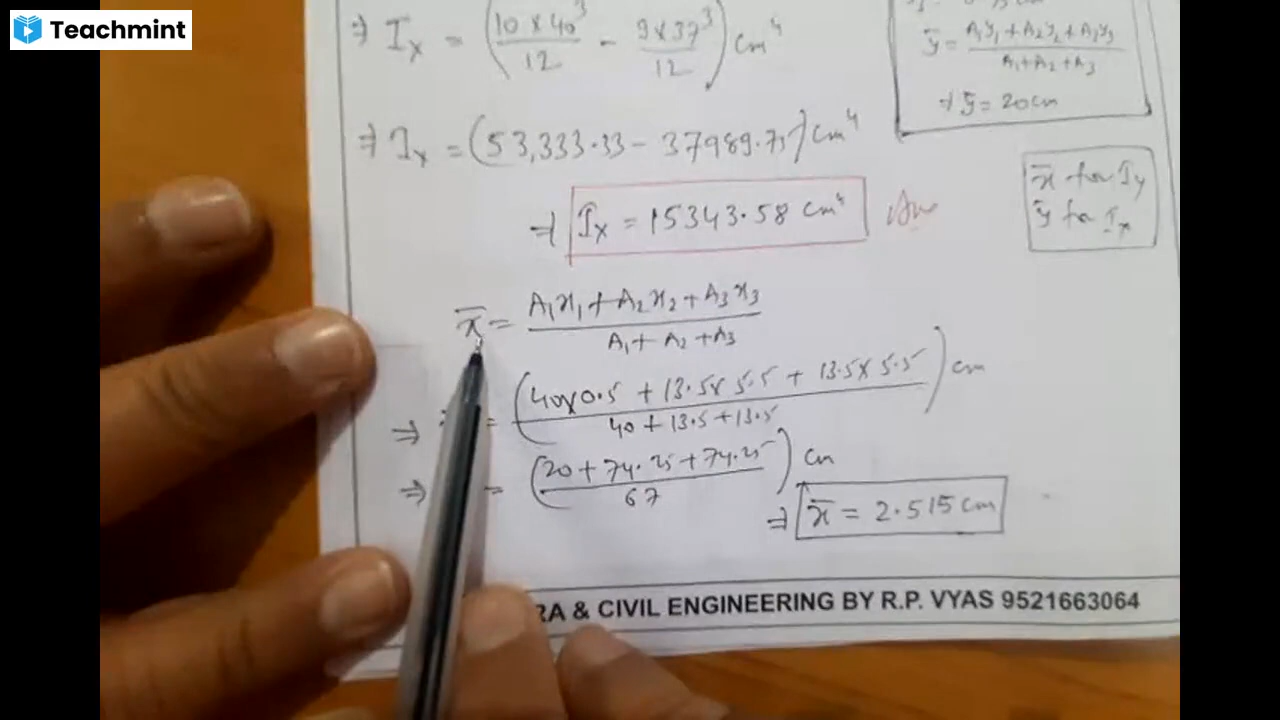 Teachmint
⇒ Iₓ = (10×40³/12 - 9×37³/12) cm⁴
ȳ = A₁y₁ + A₂y₂ + A₃y₃ / A₁+A₂+A₃
⇒ ȳ = 20cm
⇒ Iₓ = (53,333.33 - 37989.75) cm⁴
x̄ for Iy
ȳ for Iₓ
⇒ Iₓ = 15343.58 cm⁴ Ans
x̄ = A₁x₁ + A₂x₂ + A₃x₃ / A₁ + A₂ + A₃
⇒ = (40×0.5 + 13.5×5.5 + 13.5×5.5 / 40 + 13.5 + 13.5) cm
⇒ = (20 + 74.25 + 74.25 / 67) cm
⇒ x̄ = 2.515 cm
RA & CIVIL ENGINEERING BY R.P. VYAS 9521663064